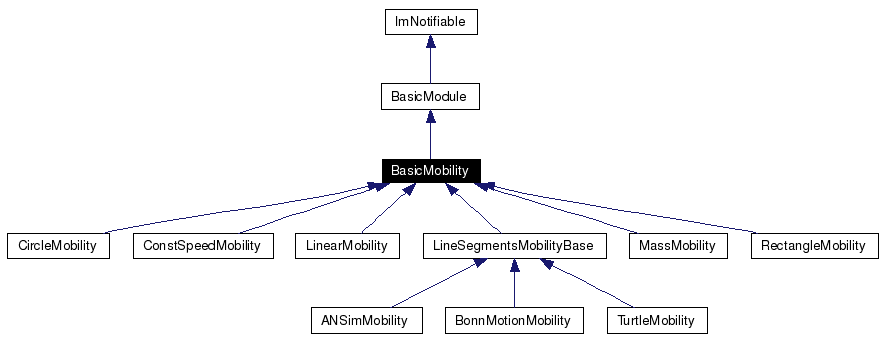 ImNotifiable
BasicModule
BasicMobility
CircleMobility
ConstSpeedMobility
LinearMobility
LineSegmentsMobilityBase
MassMobility
RectangleMobility
ANSimMobility
BonnMotionMobility
TurtleMobility